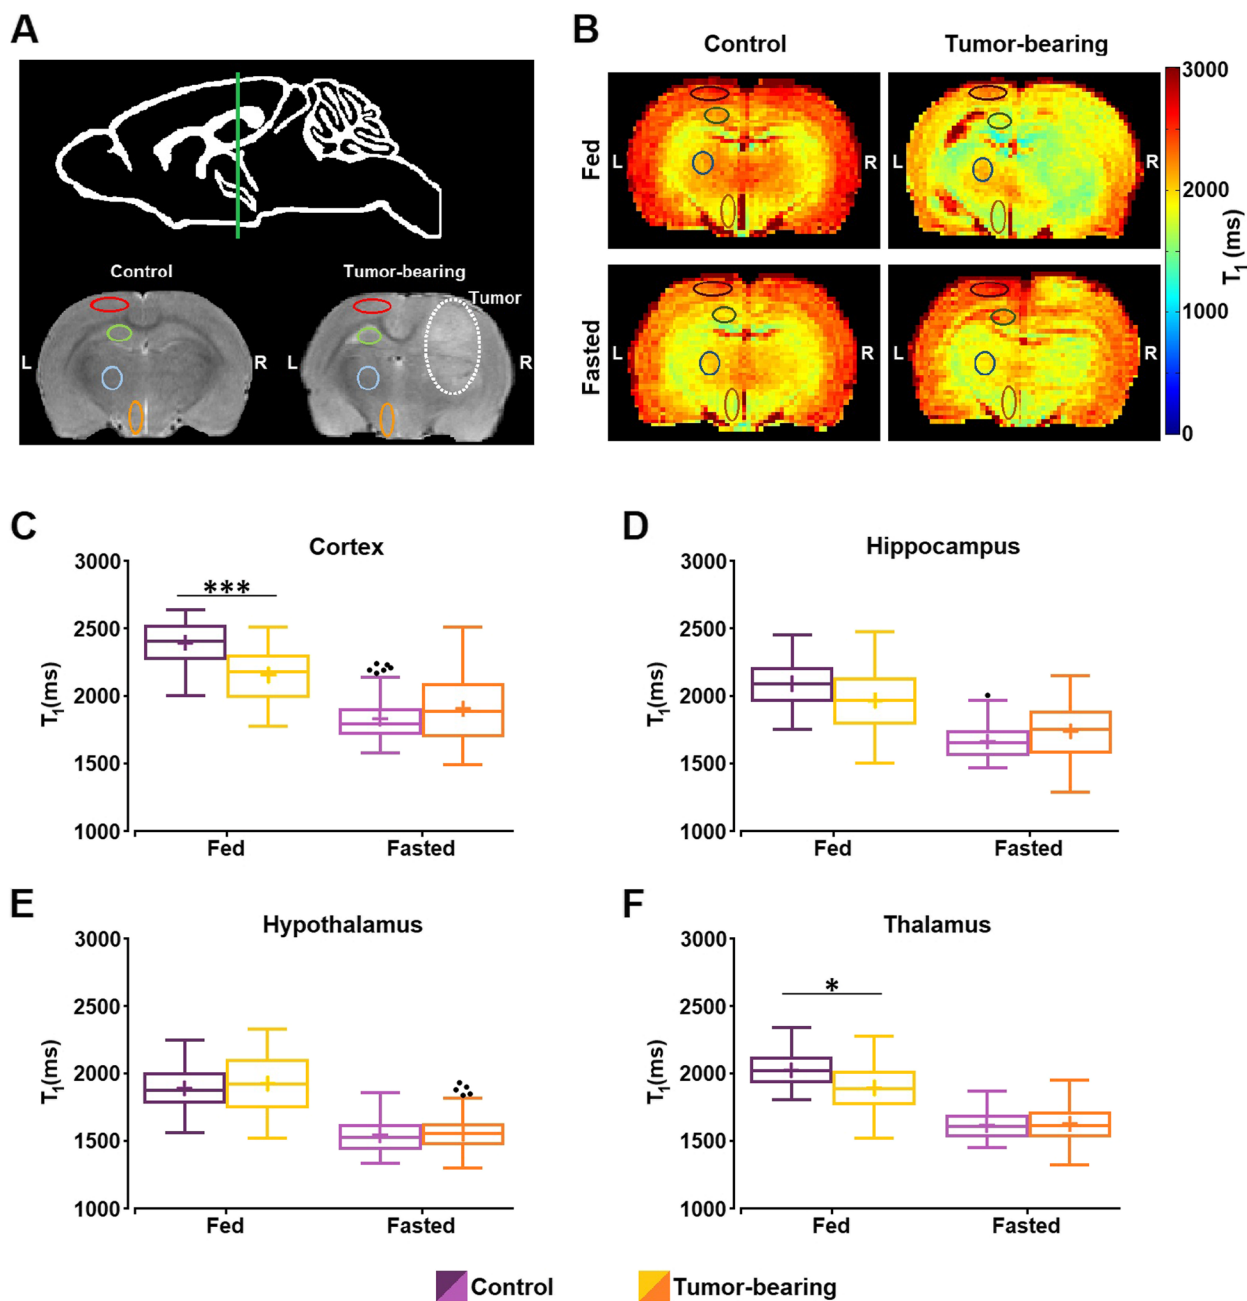 A
Control
Tumor-bearing
Tumor
L
R
L
R
B
Control
Tumor-bearing
Fed
L
R
Fasted
L
R
3000
2000
1000
0
T1 (ms)
C
Cortex
***
T1(ms)
3000
2500
2000
1500
1000
Fed
Fasted
D
Hippocampus
T1(ms)
3000
2500
2000
1500
1000
Fed
Fasted
E
Hypothalamus
T1(ms)
3000
2500
2000
1500
1000
Fed
Fasted
F
Thalamus
*
T1(ms)
3000
2500
2000
1500
1000
Fed
Fasted
Control
Tumor-bearing